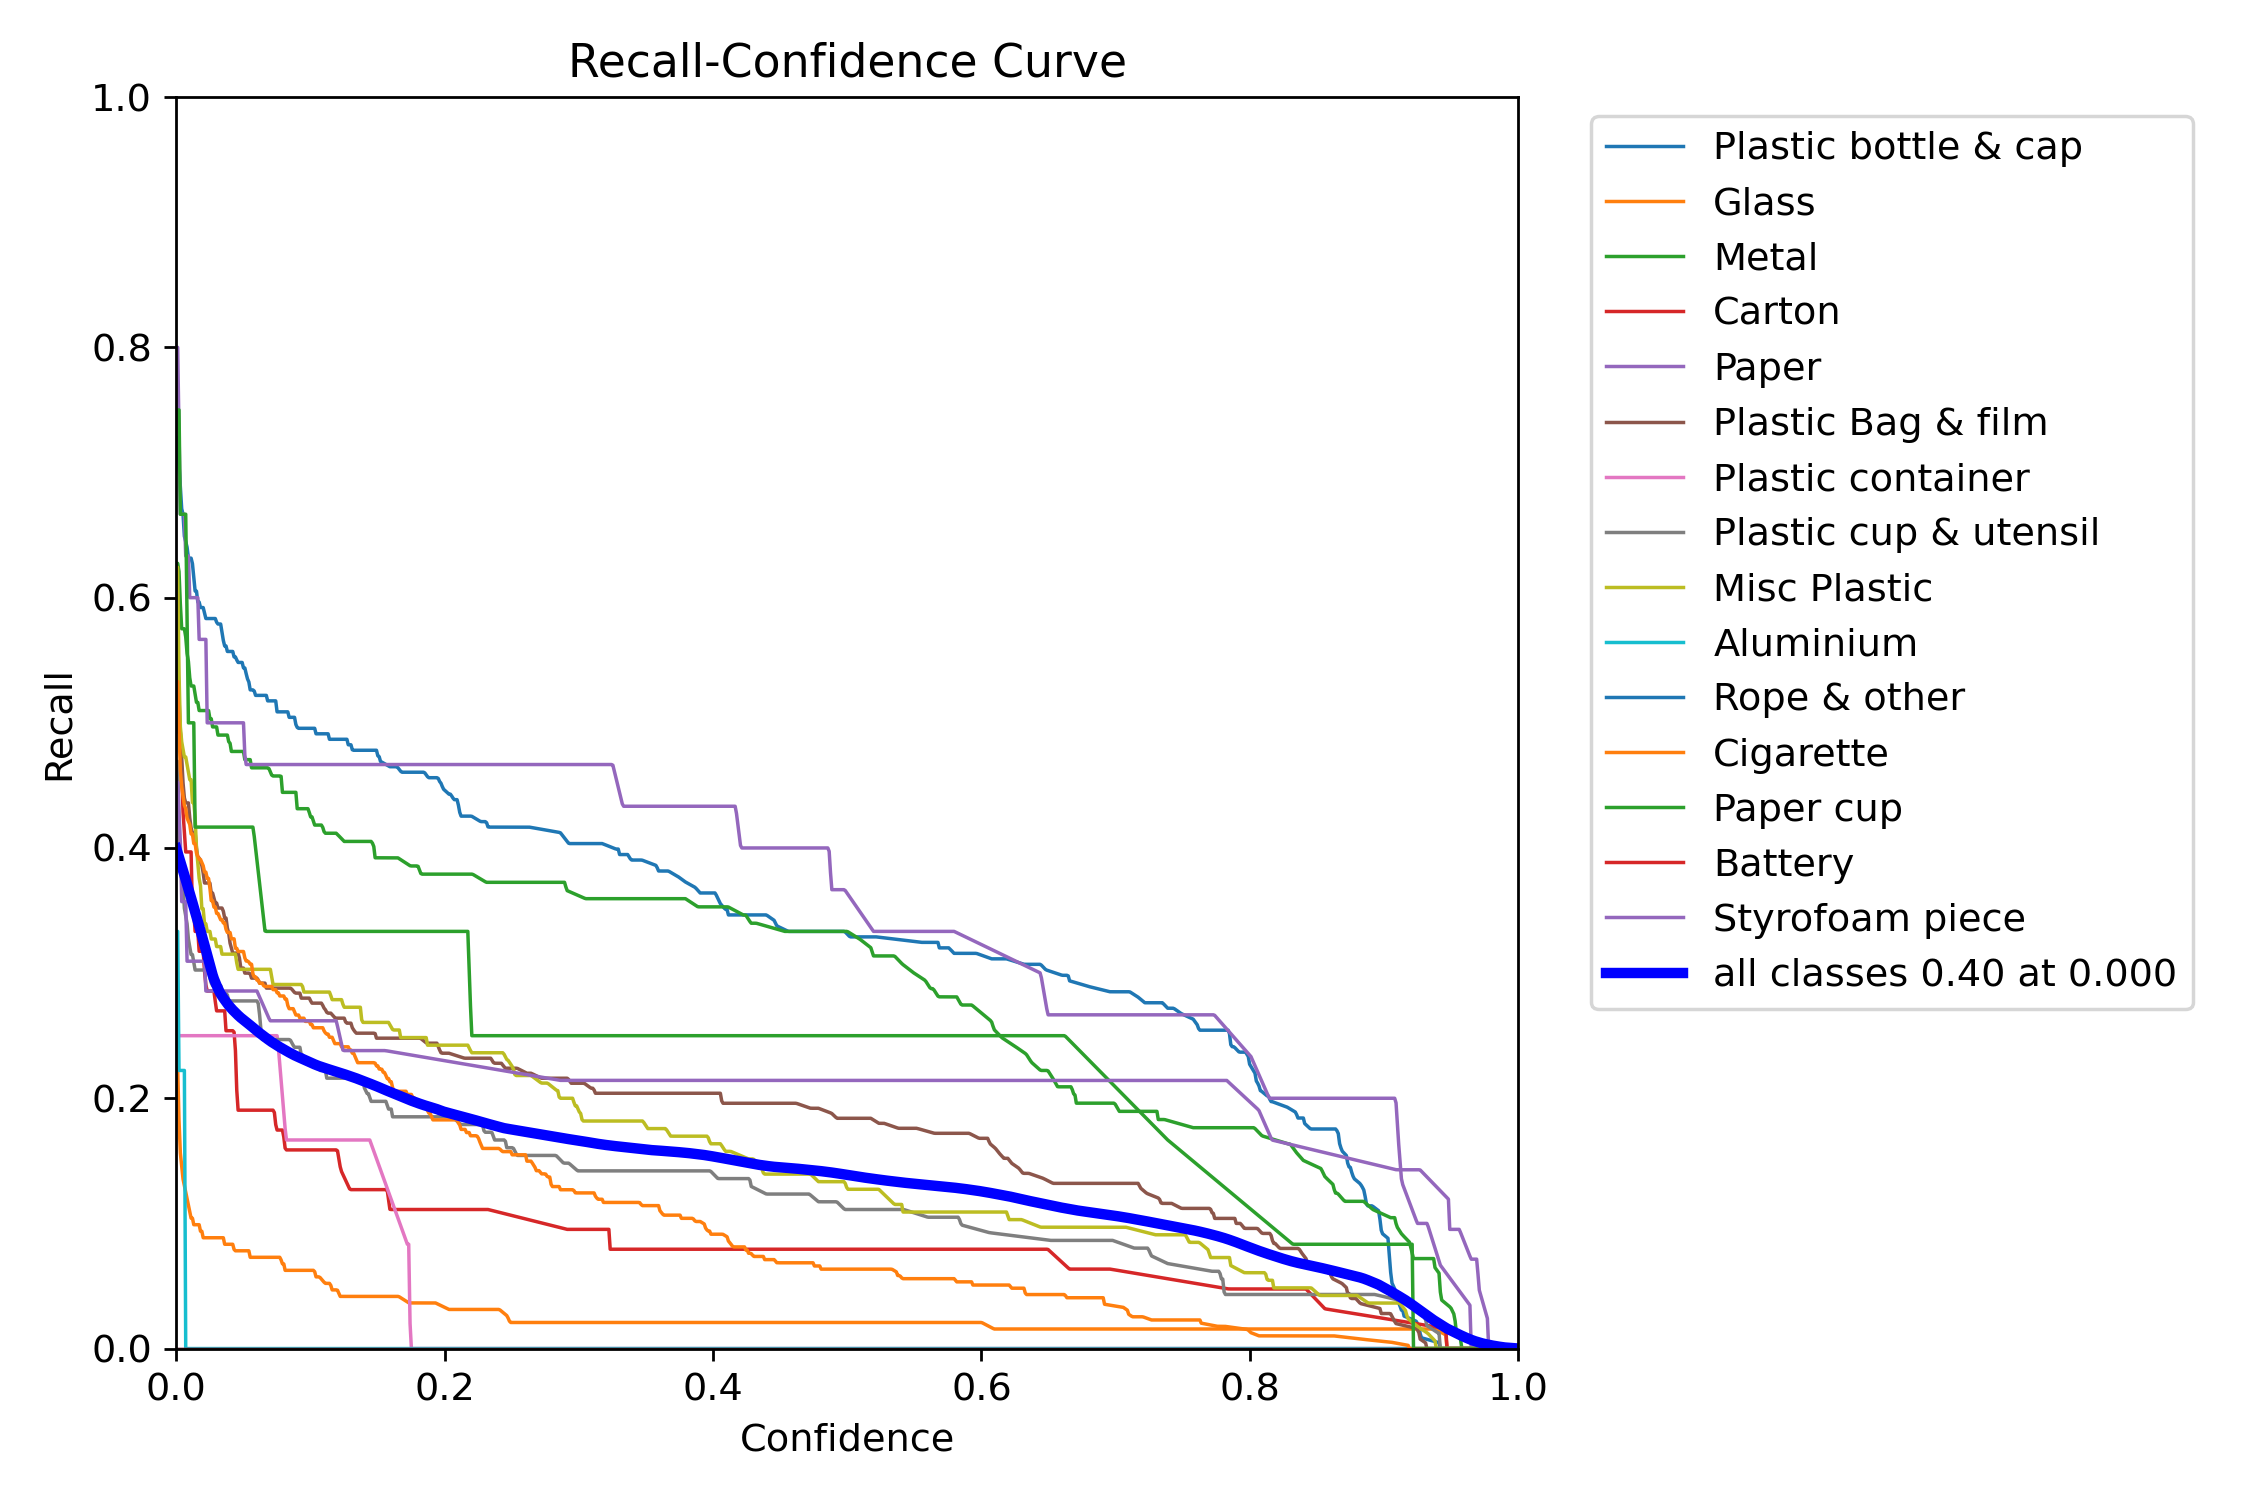 Recall-Confidence Curve
1.0
0.8
0.6
0.4
0.2
0.0
Recall
0.0 0.2 0.4 0.6 0.8 1.0
Confidence
Plastic bottle & cap
Glass
Metal
Carton
Paper
Plastic Bag & film
Plastic container
Plastic cup & utensil
Misc Plastic
Aluminium
Rope & other
Cigarette
Paper cup
Battery
Styrofoam piece
all classes 0.40 at 0.000